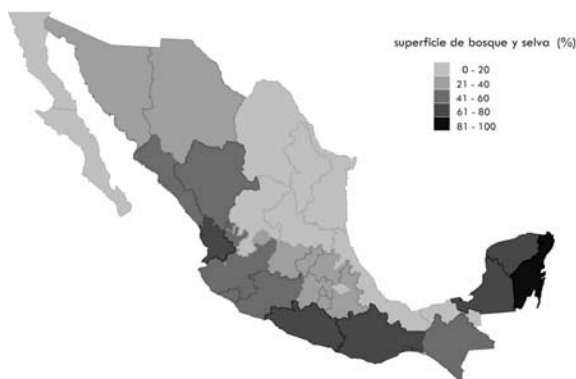 superficie de bosque y selva (%)
0 - 20
21 - 40
41 - 60
61 - 80
81 - 100